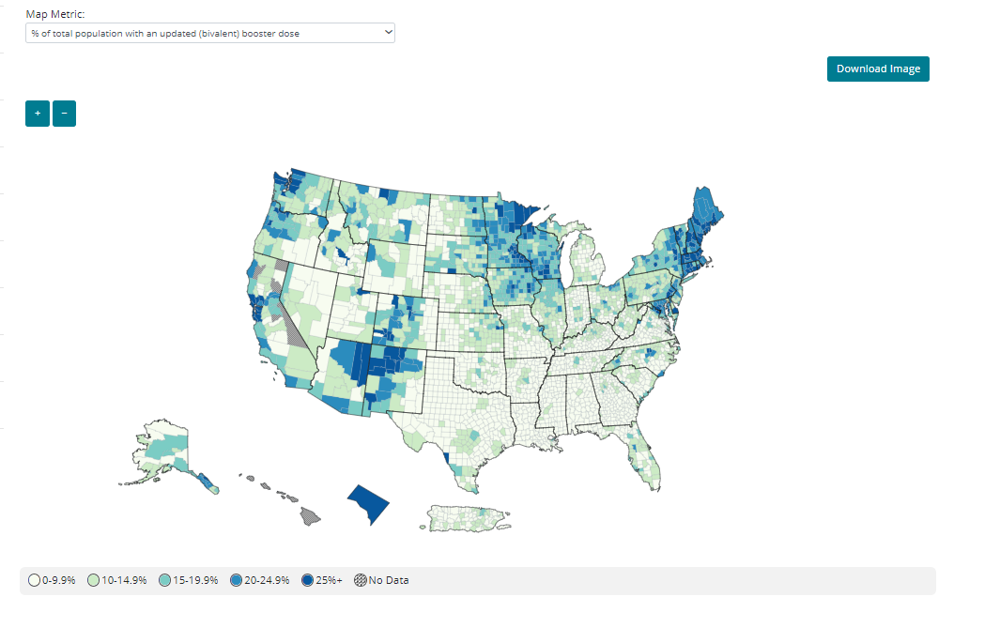 Map Metric:
% of total population with an updated (bivalent) booster dose
Download Image
+ −
0-9.9% 10-14.9% 15-19.9% 20-24.9% 25%+ No Data